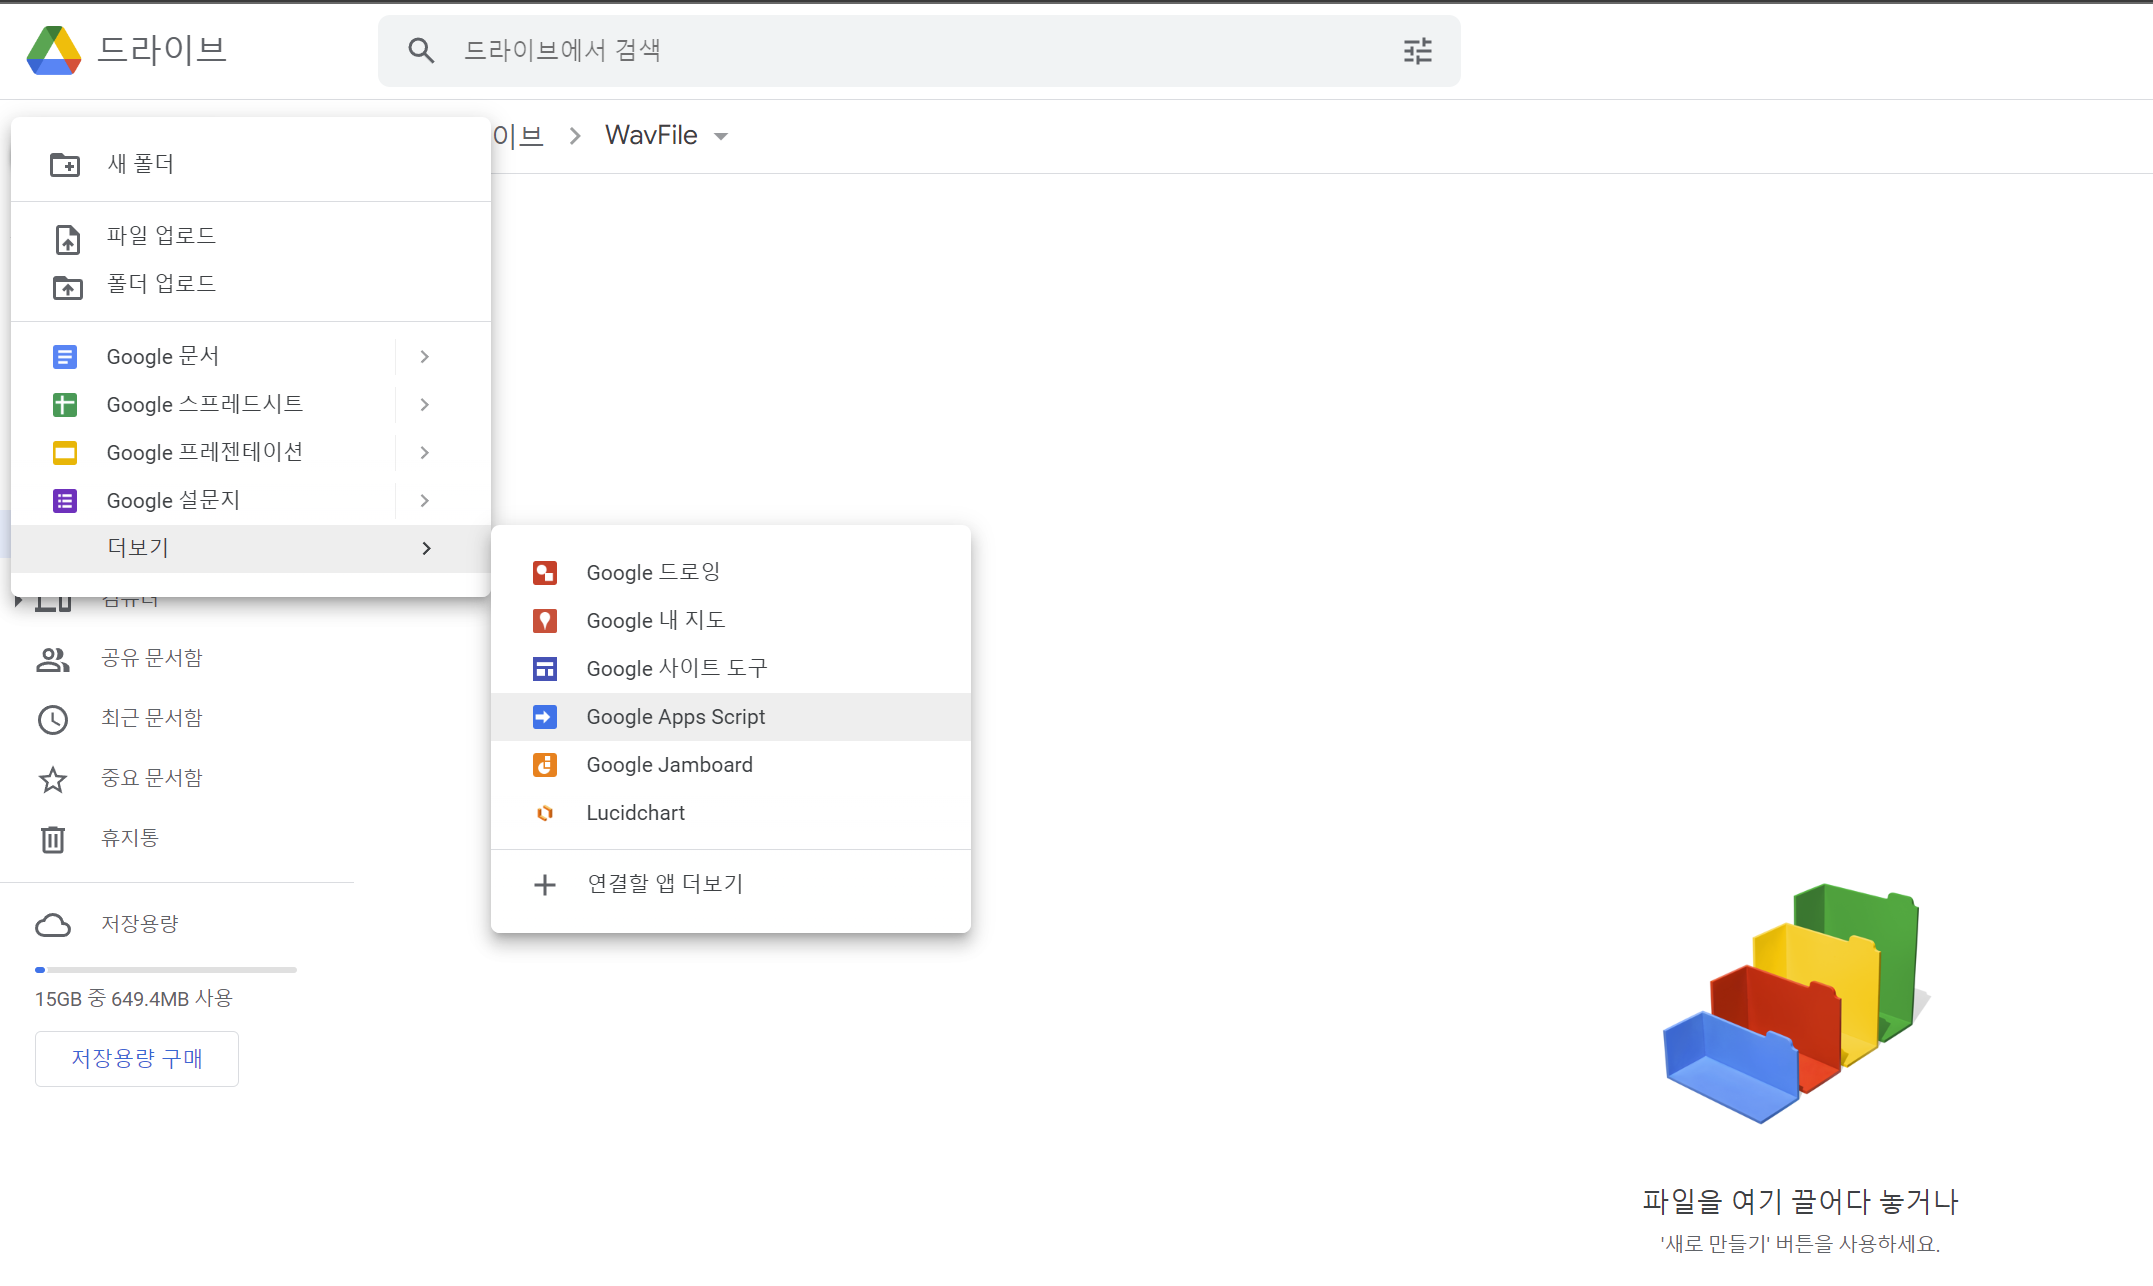 드라이브
드라이브에서 검색
이브
WavFile
새 폴더
파일 업로드
폴더 업로드
Google 문서
Google 스프레드시트
Google 프레젠테이션
Google 설문지
더보기
Google 드로잉
Google 내 지도
Google 사이트 도구
Google Apps Script
Google Jamboard
Lucidchart
연결할 앱 더보기
컴퓨터
공유 문서함
최근 문서함
중요 문서함
휴지통
저장용량
15GB 중 649.4MB 사용
저장용량 구매
파일을 여기 끌어다 놓거나
'새로 만들기' 버튼을 사용하세요.